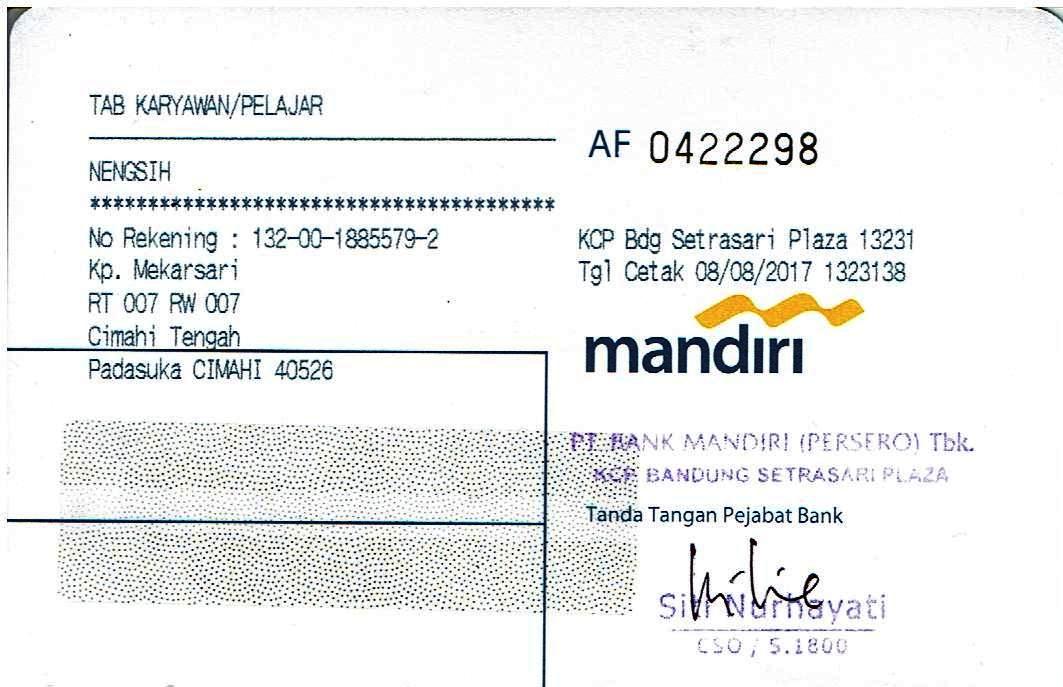 TAB KARYAWAN/PELAJAR
NENGSIH
****************************************
No Rekening : 132-00-1885579-2
Kp. Mekarsari
RT 007 RW 007
Cimahi Tengah
Padasuka CIMAHI 40526
AF 0422298
KCP Bdg Setrasari Plaza 13231
Tgl Cetak 08/08/2017 1323138
mandırı
PT. BANK MANDIRI (PERSERO) Tbk.
KCP BANDUNG SETRASARI PLAZA
Tanda Tangan Pejabat Bank
Siti Nurhayati
CSO / S.1800